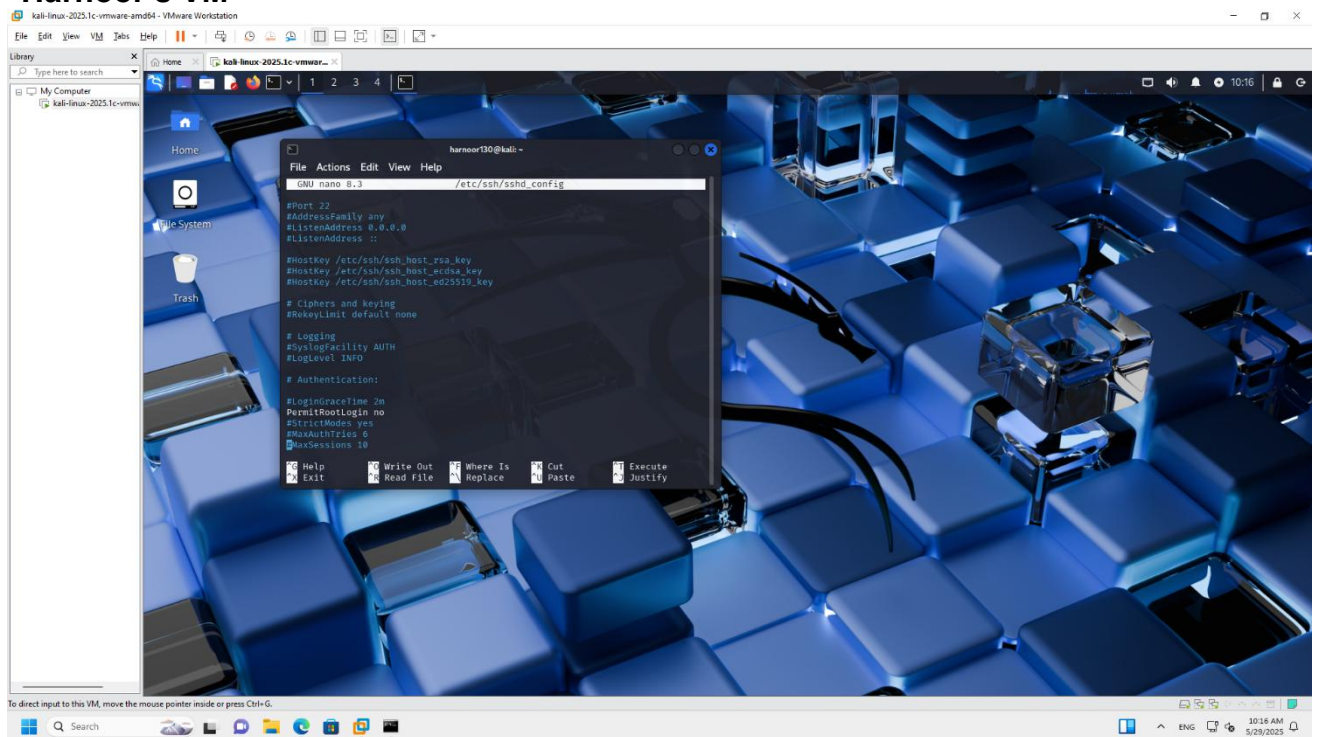 Harnoor's VM
kali-linux-2025.1c-vmware-amd64 - VMware Workstation
File Edit View VM Tabs Help
Library
Type here to search
My Computer
kali-linux-2025.1c-vmwa
Home
kali-linux-2025.1c-vmwar...
1 2 3 4
10:16
Home
File System
Trash
harnoor130@kali: ~
File Actions Edit View Help
GNU nano 8.3 /etc/ssh/sshd_config
#Port 22
#AddressFamily any
#ListenAddress 0.0.0.0
#ListenAddress ::
#HostKey /etc/ssh/ssh_host_rsa_key
#HostKey /etc/ssh/ssh_host_ecdsa_key
#HostKey /etc/ssh/ssh_host_ed25519_key
# Ciphers and keying
#RekeyLimit default none
# Logging
#SyslogFacility AUTH
#LogLevel INFO
# Authentication:
#LoginGraceTime 2m
PermitRootLogin no
#StrictModes yes
#MaxAuthTries 6
#MaxSessions 10
^G Help ^O Write Out ^F Where Is ^K Cut ^T Execute
^X Exit ^R Read File ^\ Replace ^U Paste ^J Justify
To direct input to this VM, move the mouse pointer inside or press Ctrl+G.
Search
ENG
10:16 AM
5/29/2025